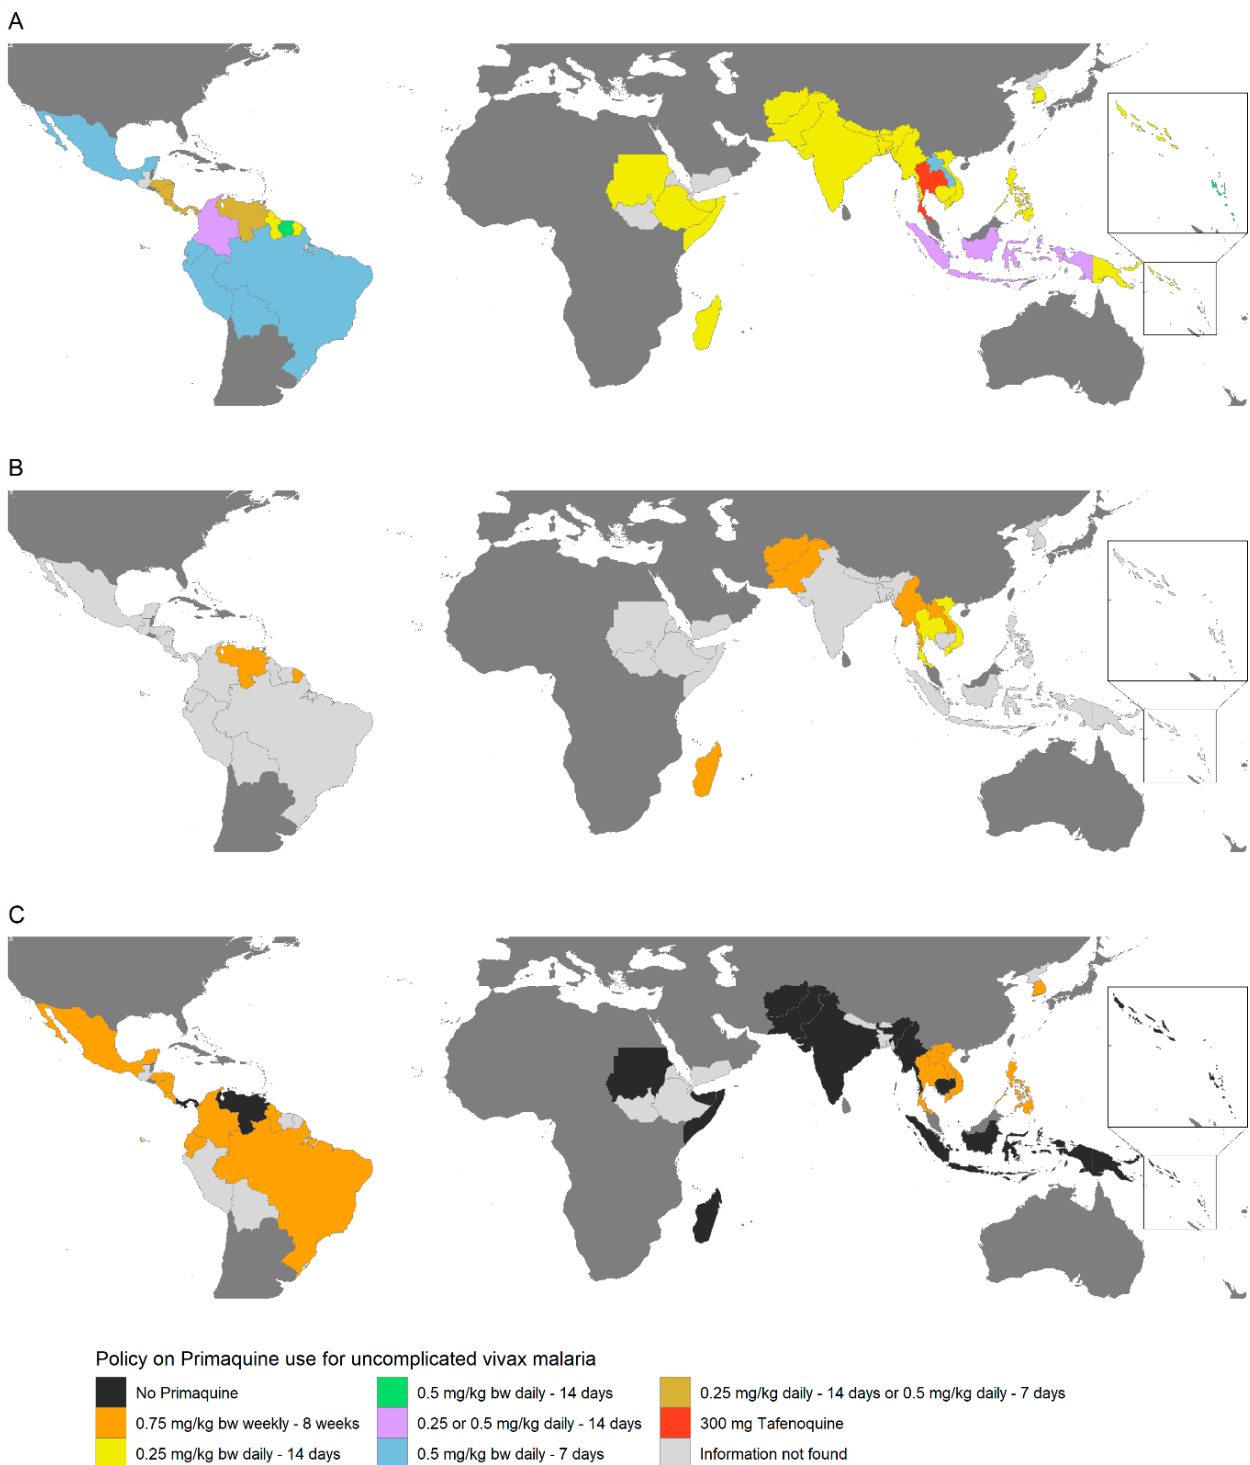 A
B
C
Policy on Primaquine use for uncomplicated vivax malaria
No Primaquine
0.75 mg/kg bw weekly - 8 weeks
0.25 mg/kg bw daily - 14 days
0.5 mg/kg bw daily - 14 days
0.25 or 0.5 mg/kg daily - 14 days
0.5 mg/kg bw daily - 7 days
0.25 mg/kg daily - 14 days or 0.5 mg/kg daily - 7 days
300 mg Tafenoquine
Information not found